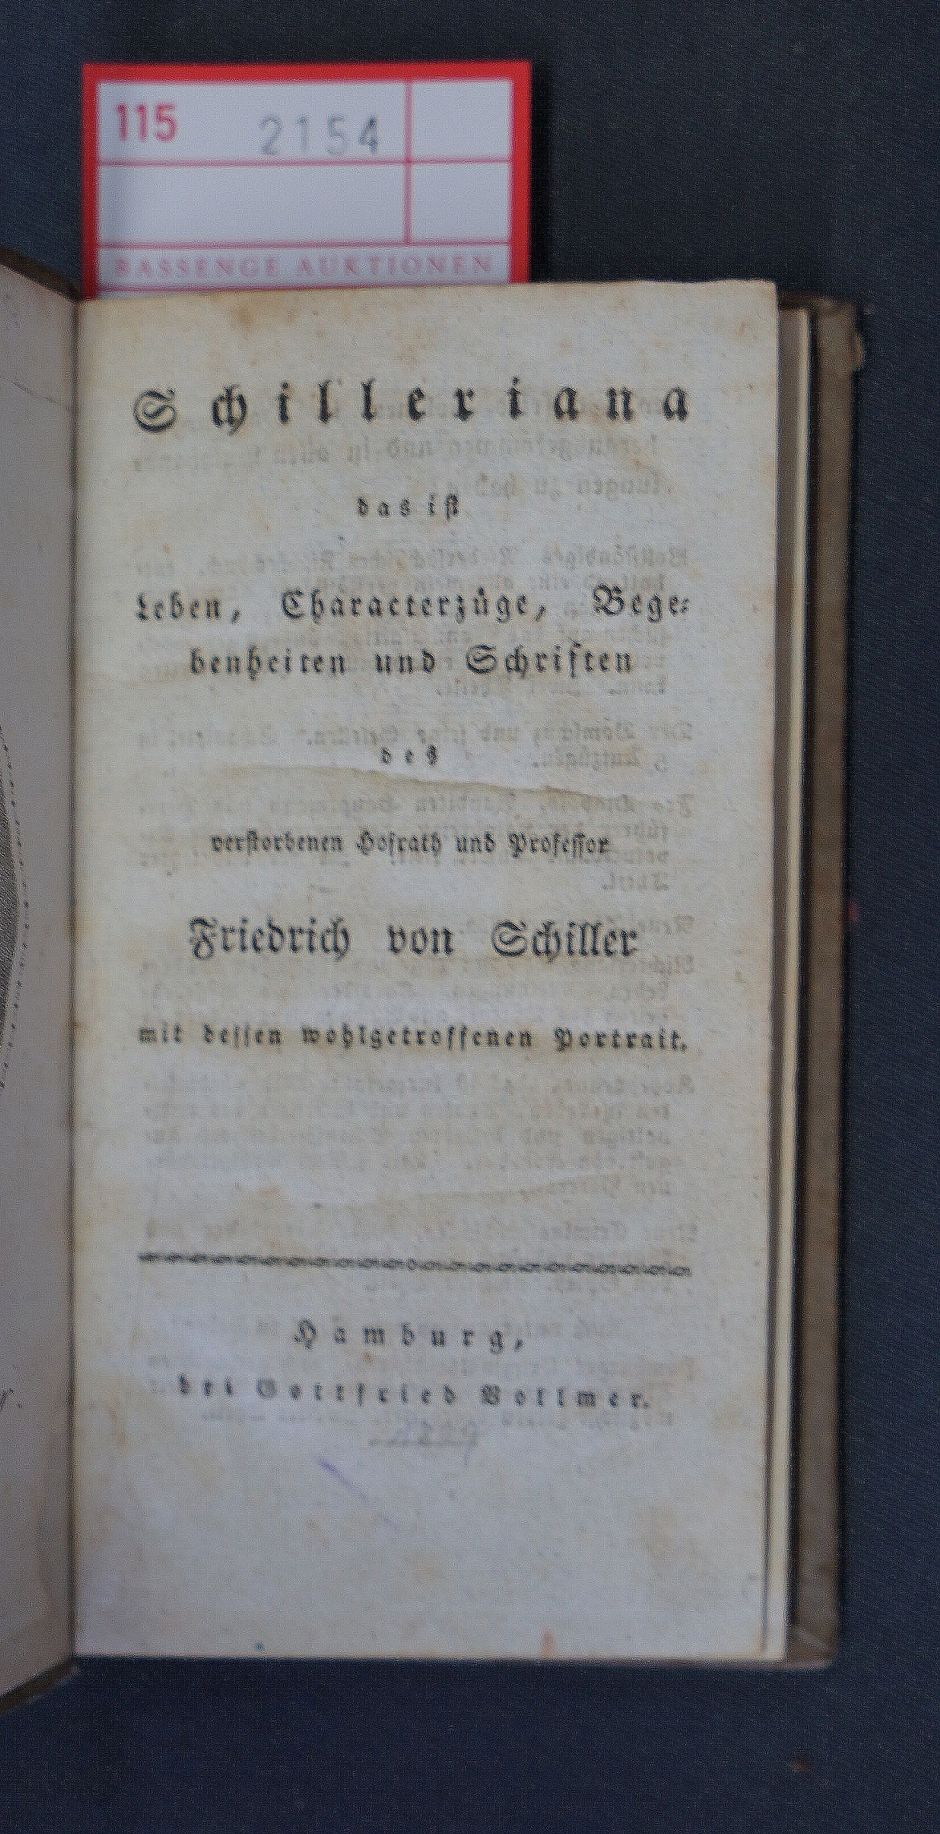 115 2154
BASSENGE AUKTIONEN
Schilleriana
das ist
Leben, Characterzüge, Bege-
benheiten und Schriften
des
verstorbenen Hofrath und Professor
Friedrich von Schiller
mit dessen wohlgetroffenen Portrait.
Hamburg,
bei Gottfried Vollmer.